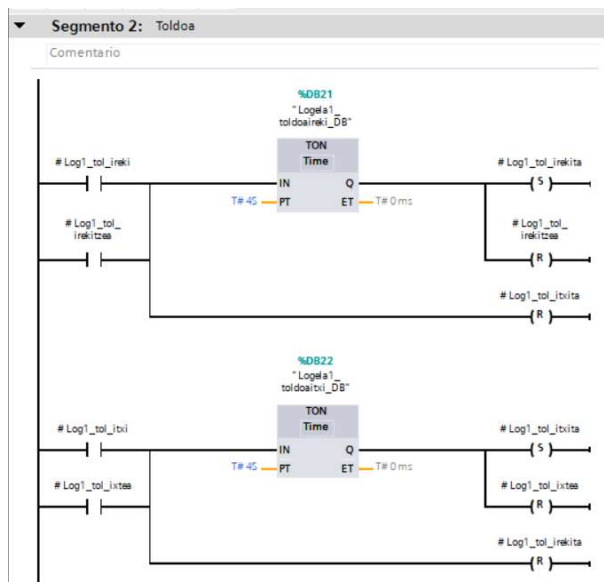 Segmento 2: Toldoa
Comentario
%DB21
"Logela1_
toldoaireki_DB"
TON
Time
#Log1_tol_ireki
IN
Q
T#4S
PT
ET
T#0ms
#Log1_tol_irekita
S
#Log1_tol_
irekitzea
#Log1_tol_
irekitzea
R
#Log1_tol_itxita
R
%DB22
"Logela1_
toldoaitxi_DB"
TON
Time
#Log1_tol_itxi
IN
Q
T#4S
PT
ET
T#0ms
#Log1_tol_itxita
S
#Log1_tol_ixtea
#Log1_tol_ixtea
R
#Log1_tol_irekita
R